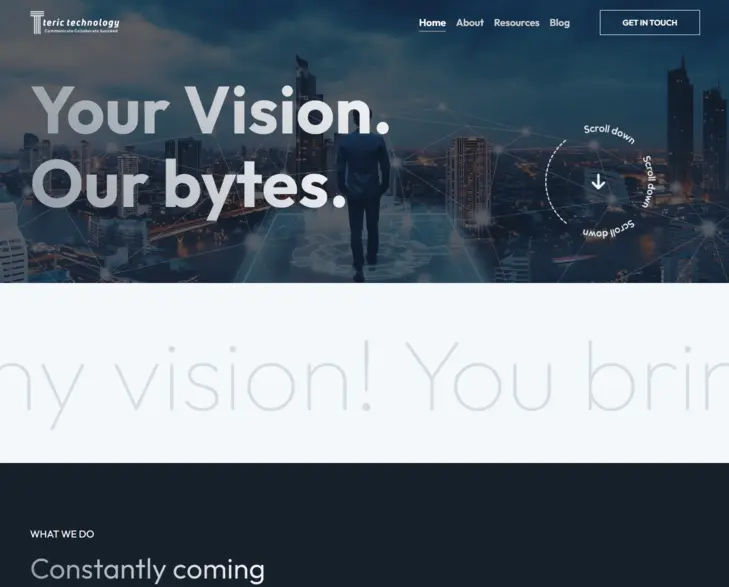 Tteric technology
Communicate Collaborate Succeed
Home About Resources Blog
GET IN TOUCH
Your Vision.
Our bytes.
Scroll down
Scroll down
Scroll down
ny vision! You brin
WHAT WE DO
Constantly coming